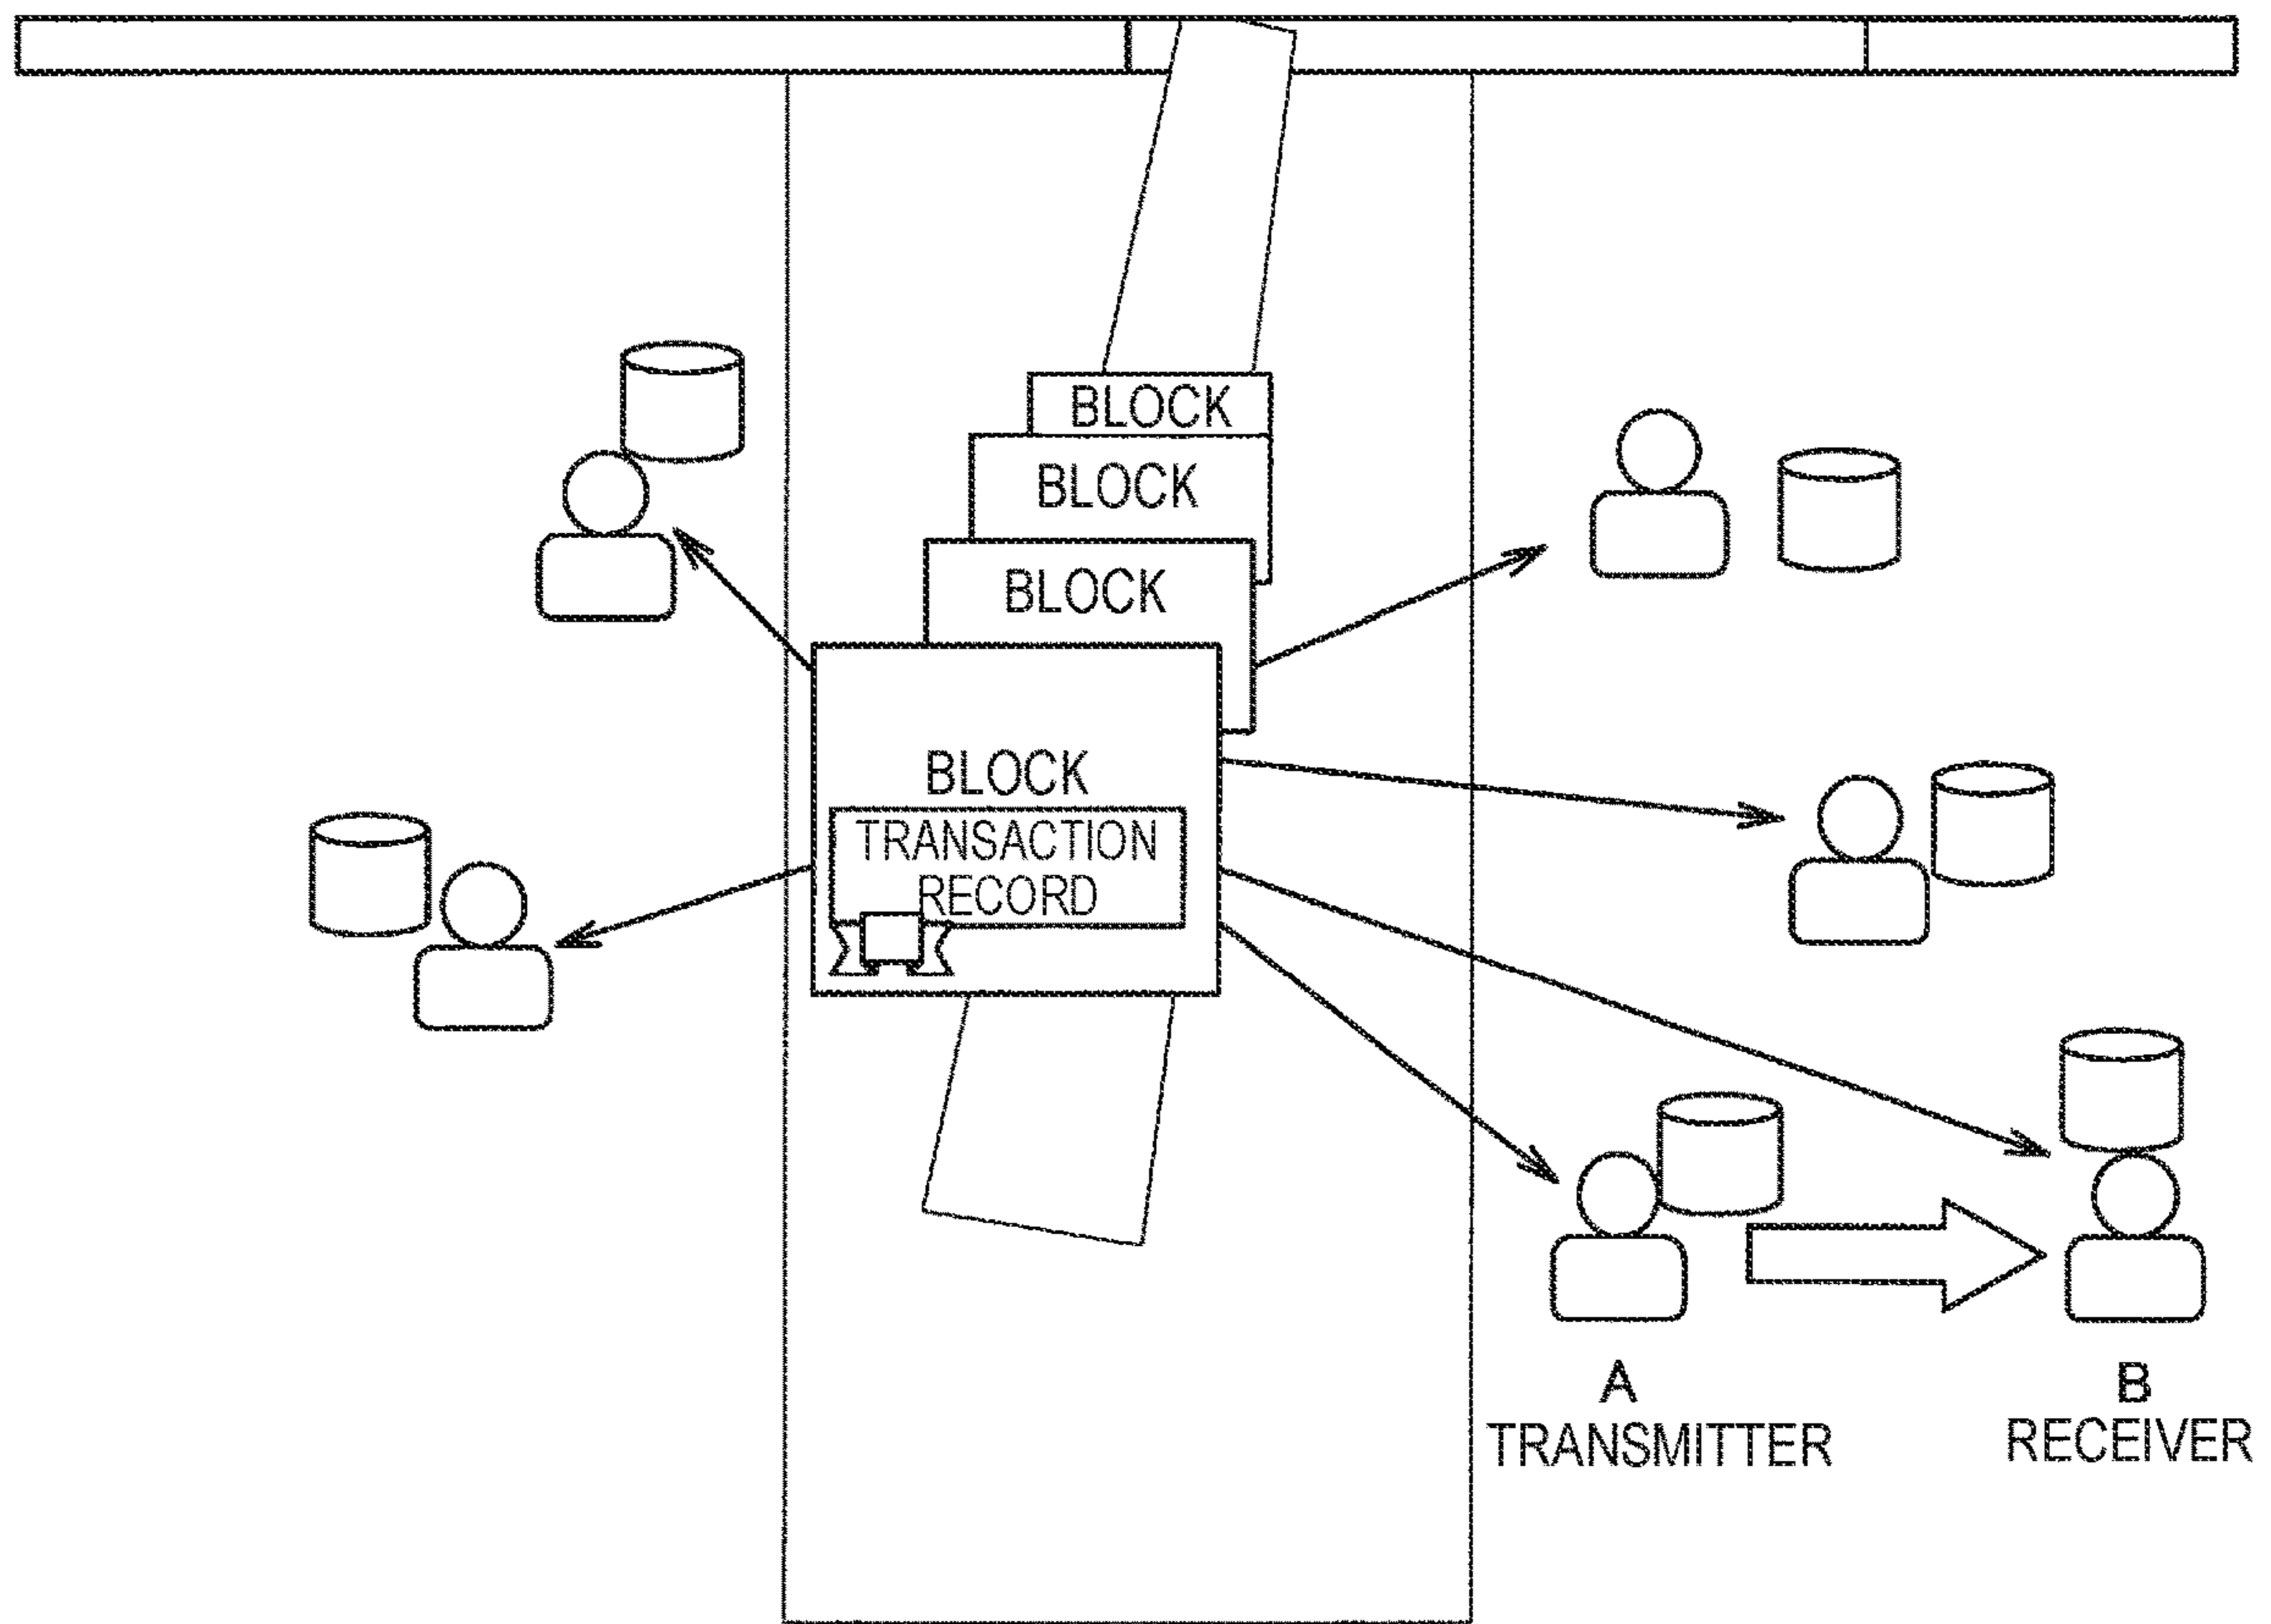 BLOCK
BLOCK
BLOCK
BLOCK
TRANSACTION
RECORD
A
TRANSMITTER
B
RECEIVER